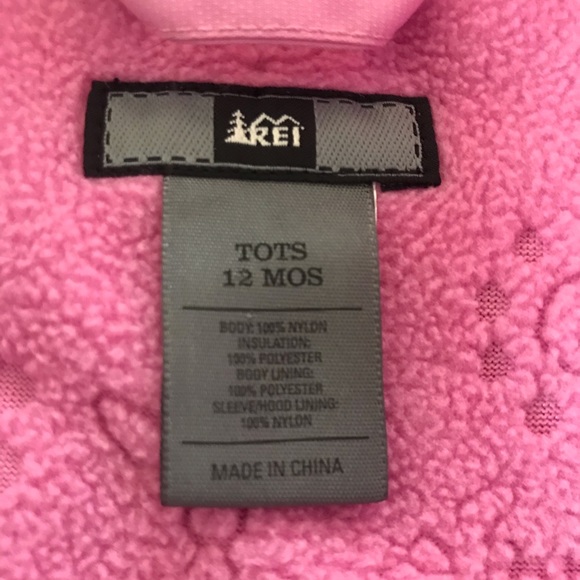 REI
TOTS
12 MOS
BODY: 100% NYLON
INSULATION:
100% POLYESTER
BODY LINING:
100% POLYESTER
SLEEVE/HOOD LINING:
100% NYLON
MADE IN CHINA